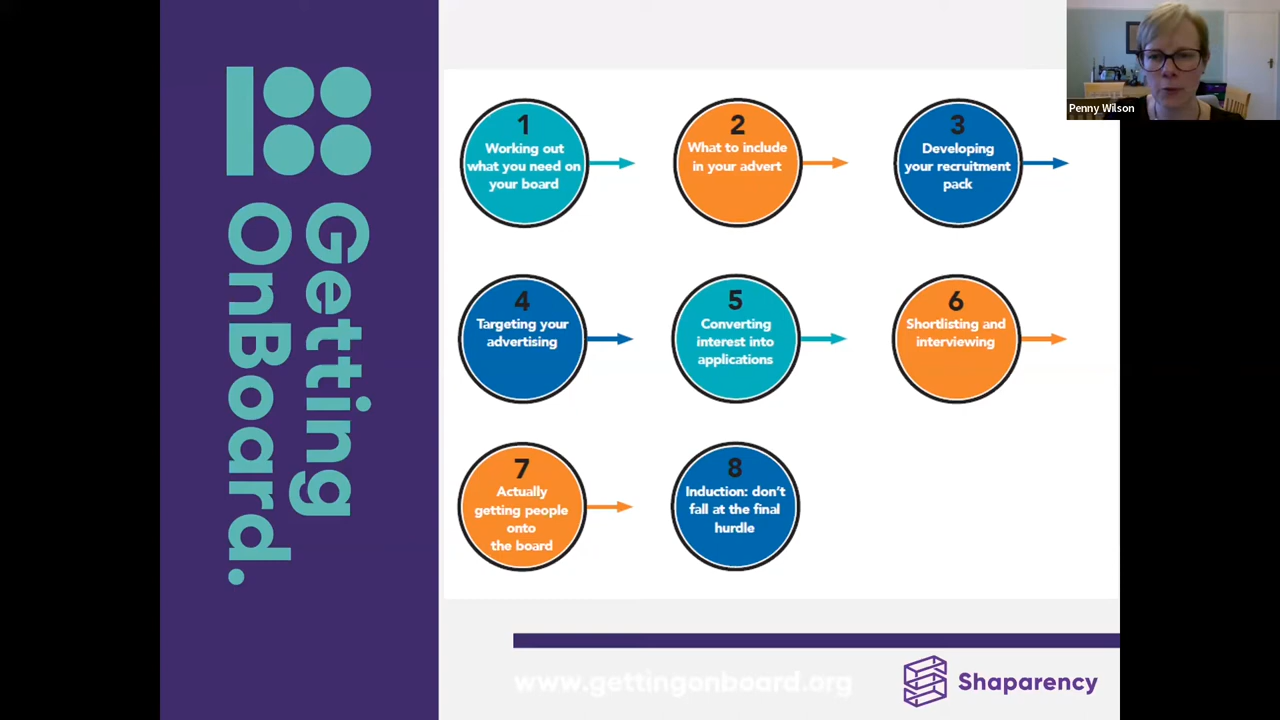 Getting
OnBoard.
1
Working out
what you need on
your board
2
What to include
in your advert
3
Developing
your recruitment
pack
4
Targeting your
advertising
5
Converting
interest into
applications
6
Shortlisting and
interviewing
7
Actually
getting people
onto
the board
8
Induction: don't
fall at the final
hurdle
www.gettingonboard.org
Shaparency
Penny Wilson